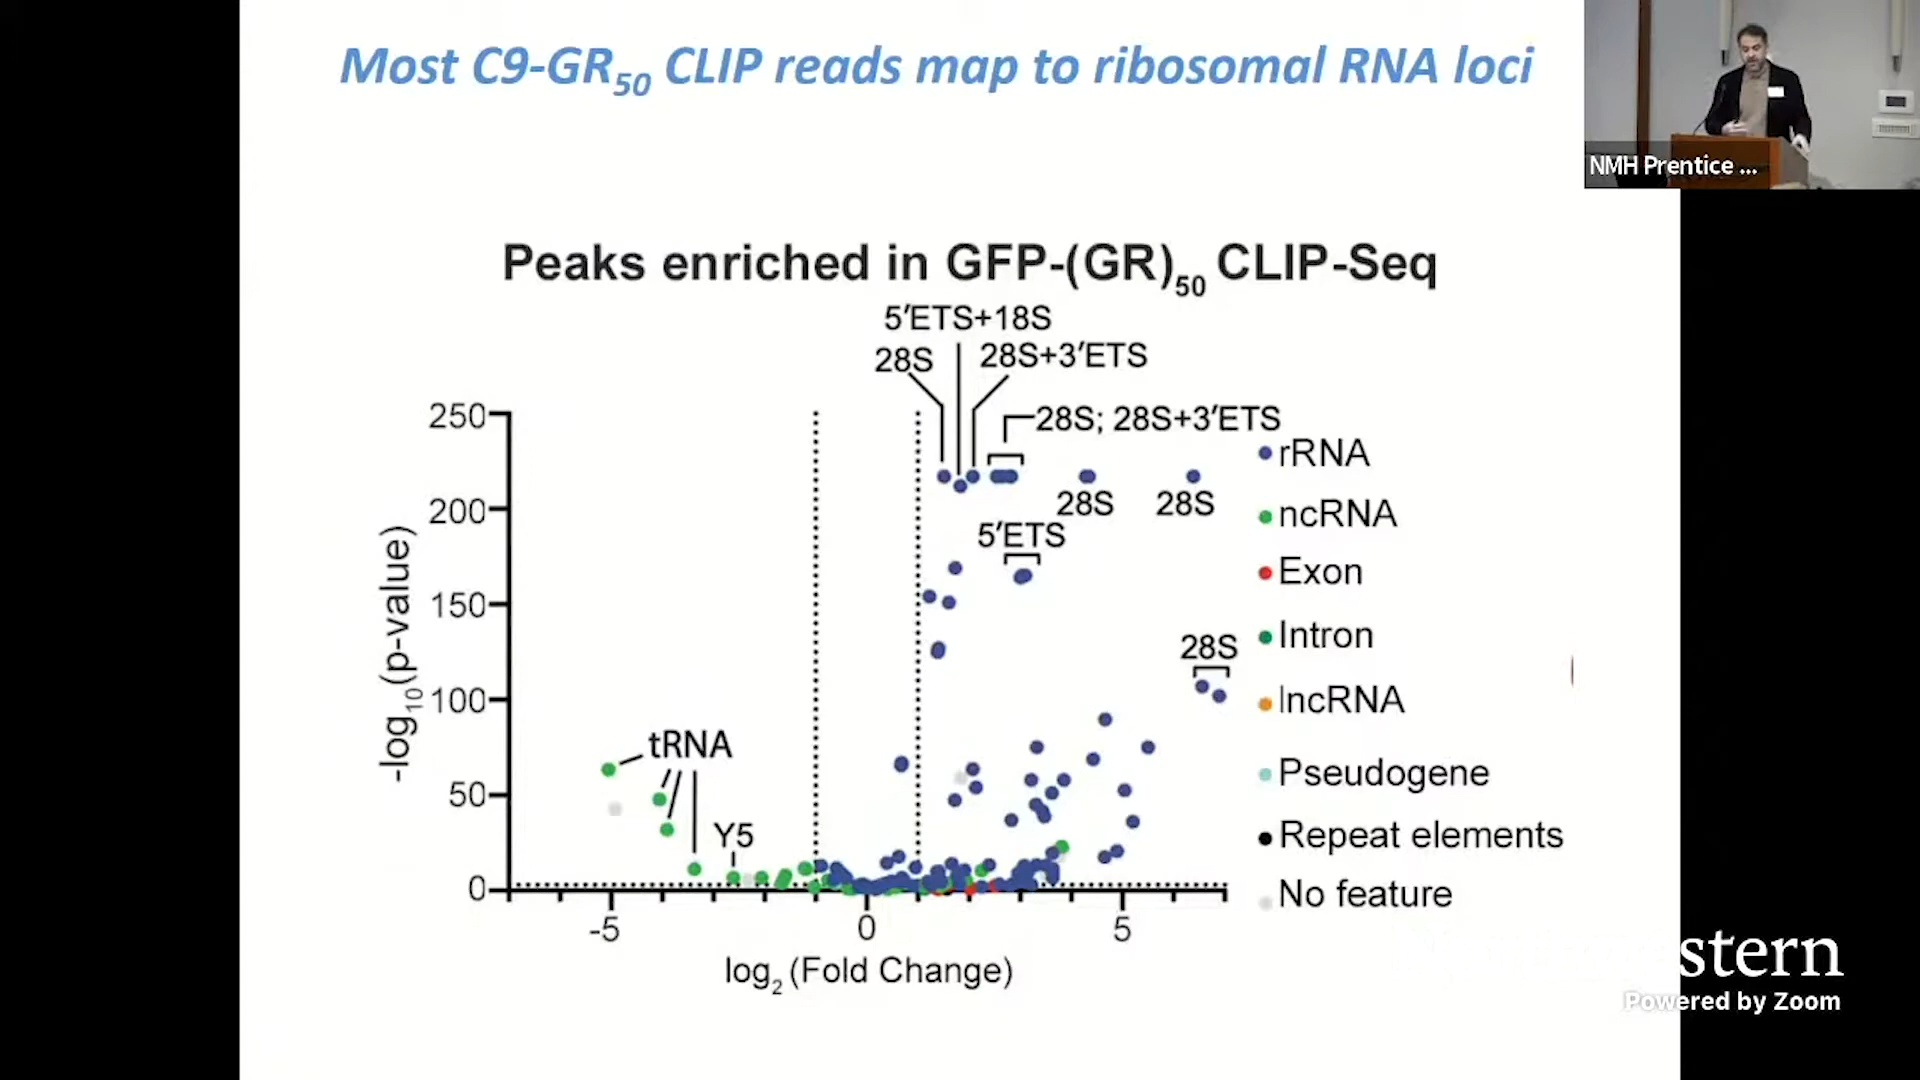 Most C9-GR50 CLIP reads map to ribosomal RNA loci
NMH Prentice ...
Peaks enriched in GFP-(GR)50 CLIP-Seq
5′ETS+18S
28S
28S+3′ETS
28S; 28S+3′ETS
250
200
150
100
50
0
-log10(p-value)
28S
28S
5′ETS
28S
tRNA
Y5
rRNA
ncRNA
Exon
Intron
lncRNA
Pseudogene
Repeat elements
No feature
-5
0
5
log2 (Fold Change)
stern
Powered by Zoom